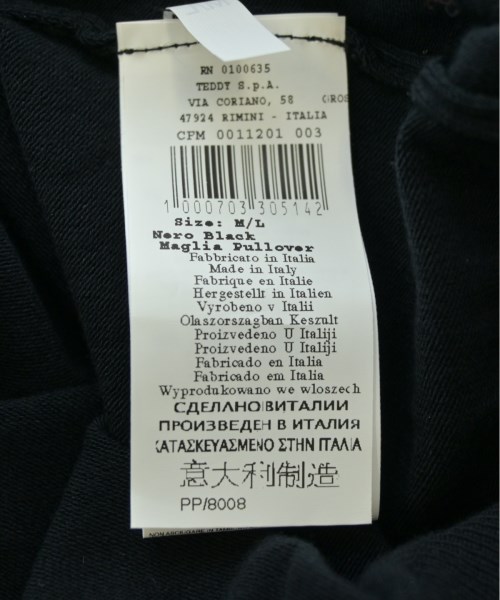 RN 0100635
TEDDY S.p.A.
VIA CORIANO, 58 GROS
47924 RIMINI - ITALIA
CFM 0011201 003
1000703305142
Size: M/L
Nero Black
Maglia Pullover
Fabbricato in Italia
Made in Italy
Fabrique en Italie
Hergestellt in Italien
Vyrobeno v Italii
Olaszorszagban Keszult
Proizvedeno U Italiji
Proizvedeno U Italiji
Fabricado en Italia
Fabricado em Italia
Wyprodukowano we wloszech
СДЕЛАНО В ИТАЛИИ
ПРОИЗВЕДЕН В ИТАЛИЯ
ΚΑΤΑΣΚΕΥΑΣΜΕΝΟ ΣΤΗΝ ΙΤΑΛΙΑ
意大利制造
PP/8008